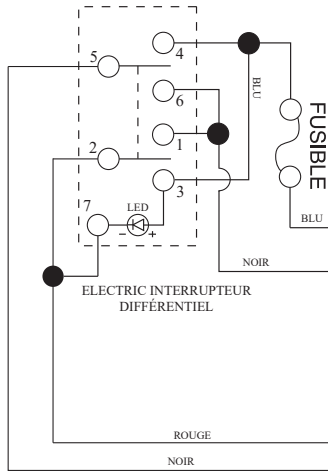 4
5
BLU
6
FUSIBLE
1
2
3
7
LED
− +
BLU
NOIR
ELECTRIC INTERRUPTEUR
DIFFÉRENTIEL
ROUGE
NOIR